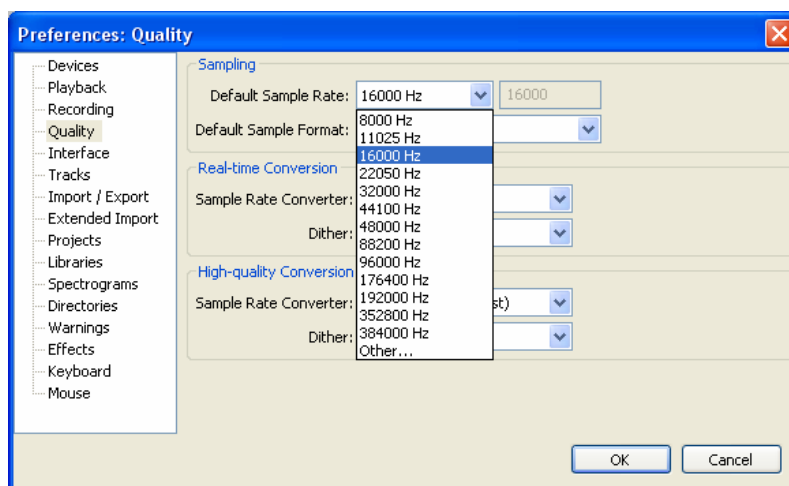 Preferences: Quality
Devices
Playback
Recording
Quality
Interface
Tracks
Import / Export
Extended Import
Projects
Libraries
Spectrograms
Directories
Warnings
Effects
Keyboard
Mouse
Sampling
Default Sample Rate: 16000 Hz 16000
Default Sample Format:
8000 Hz
11025 Hz
16000 Hz
22050 Hz
32000 Hz
44100 Hz
48000 Hz
88200 Hz
96000 Hz
176400 Hz
192000 Hz
352800 Hz
384000 Hz
Other...
Real-time Conversion
Sample Rate Converter:
Dither:
High-quality Conversion
Sample Rate Converter: st)
Dither:
OK Cancel